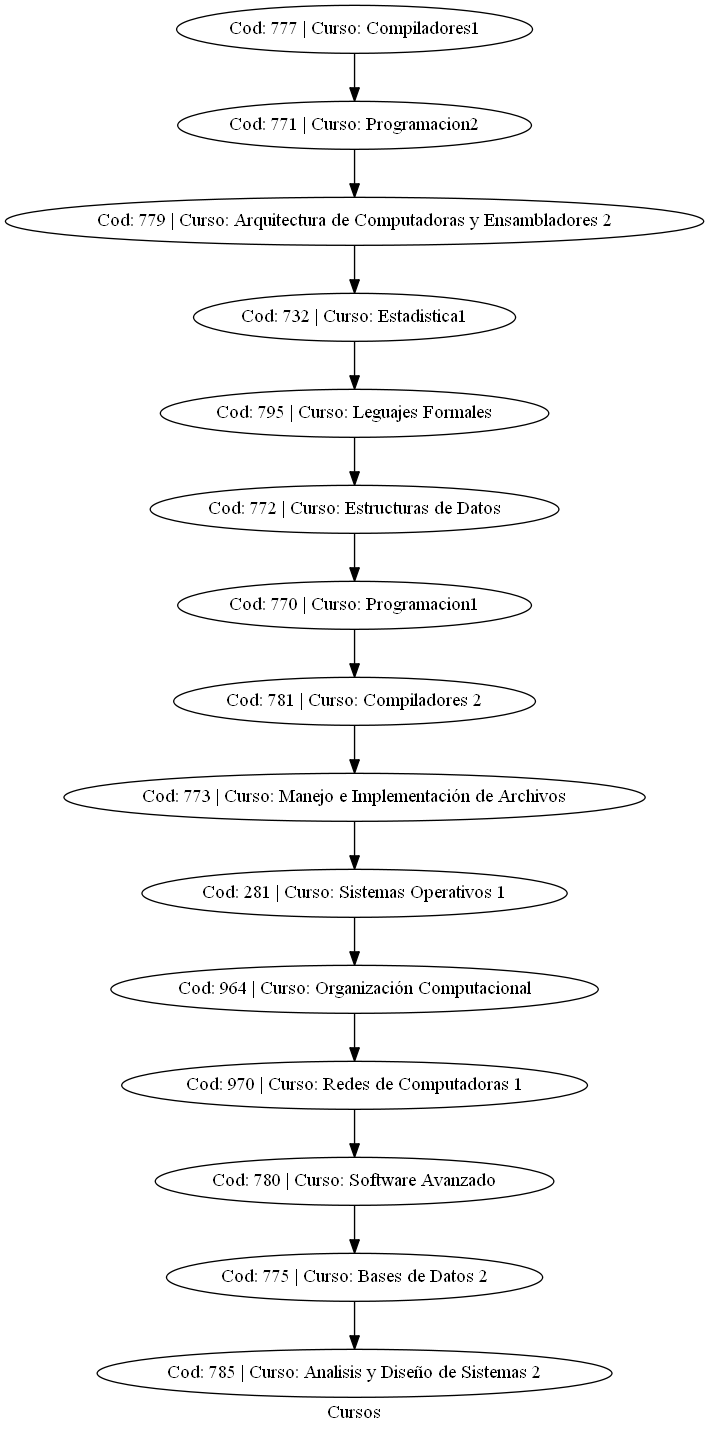 Cod: 777 | Curso: Compiladores1
Cod: 771 | Curso: Programacion2
Cod: 779 | Curso: Arquitectura de Computadoras y Ensambladores 2
Cod: 732 | Curso: Estadistica1
Cod: 795 | Curso: Leguajes Formales
Cod: 772 | Curso: Estructuras de Datos
Cod: 770 | Curso: Programacion1
Cod: 781 | Curso: Compiladores 2
Cod: 773 | Curso: Manejo e Implementación de Archivos
Cod: 281 | Curso: Sistemas Operativos 1
Cod: 964 | Curso: Organización Computacional
Cod: 970 | Curso: Redes de Computadoras 1
Cod: 780 | Curso: Software Avanzado
Cod: 775 | Curso: Bases de Datos 2
Cod: 785 | Curso: Analisis y Diseño de Sistemas 2
Cursos